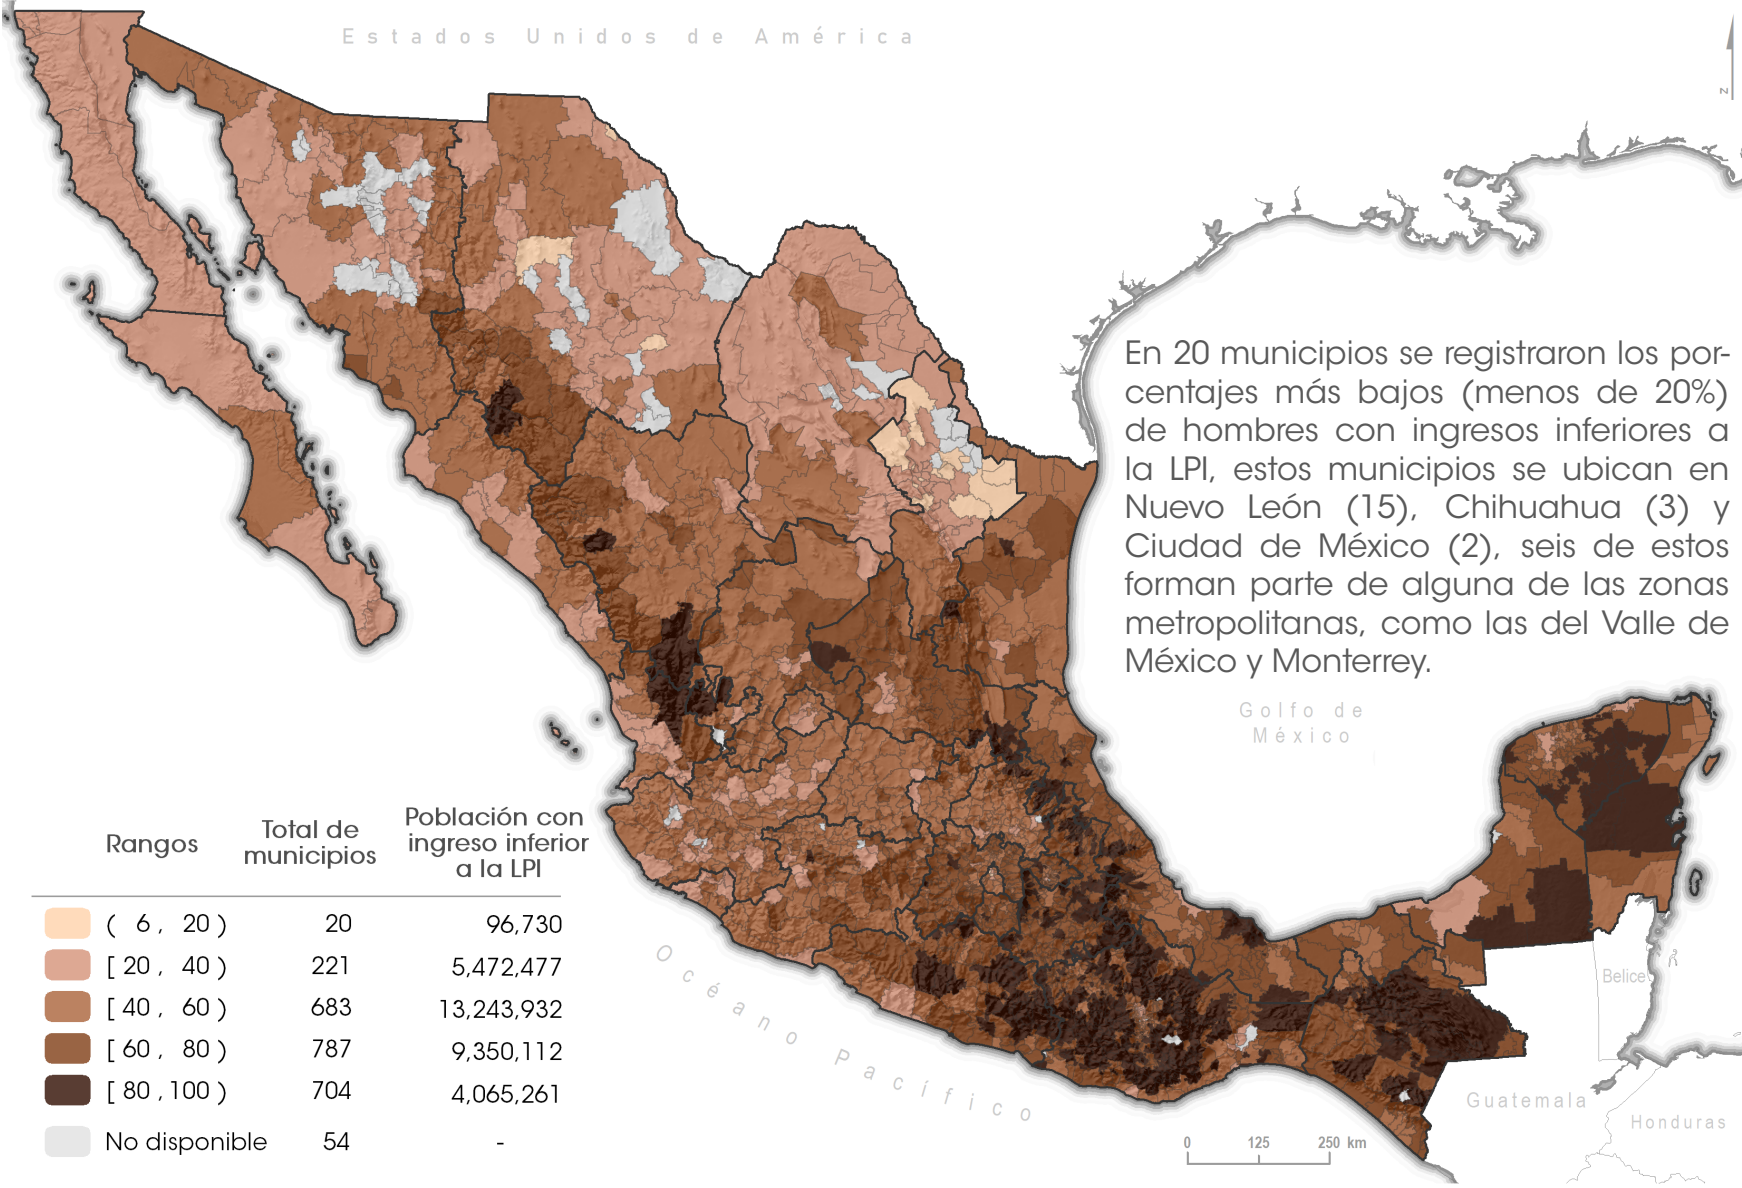 Estados Unidos de América
N
En 20 municipios se registraron los por-
centajes más bajos (menos de 20%)
de hombres con ingresos inferiores a
la LPI, estos municipios se ubican en
Nuevo León (15), Chihuahua (3) y
Ciudad de México (2), seis de estos
forman parte de alguna de las zonas
metropolitanas, como las del Valle de
México y Monterrey.
Golfo de
México
Rangos Total de municipios Población con ingreso inferior a la LPI
( 6 , 20 ) 20 96,730
[ 20 , 40 ) 221 5,472,477
[ 40 , 60 ) 683 13,243,932
[ 60 , 80 ) 787 9,350,112
[ 80 , 100 ) 704 4,065,261
No disponible 54 -
Océano Pacífico
Belice
Guatemala
Honduras
0 125 250 km